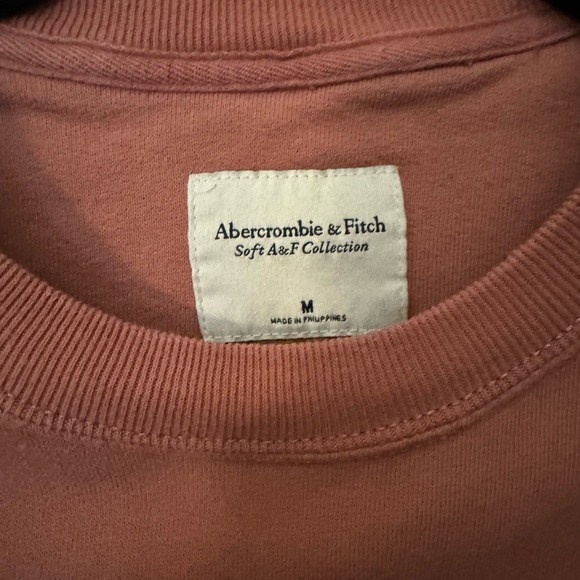 Abercrombie & Fitch
Soft A&F Collection
M
MADE IN PHILIPPINES